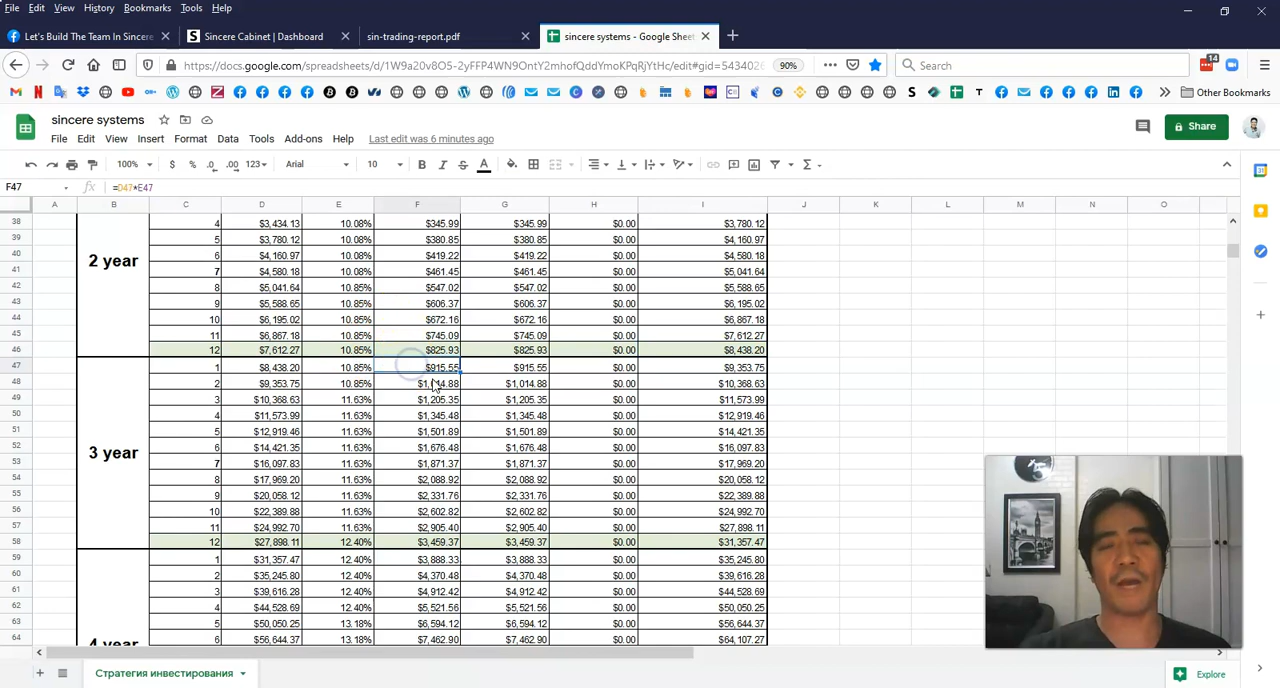 File Edit View History Bookmarks Tools Help
Let's Build The Team In Sincere
Sincere Cabinet | Dashboard
sin-trading-report.pdf
sincere systems - Google Sheet
https://docs.google.com/spreadsheets/d/1W9a20v8O5-2yFFP4WN9OntY2mhofQddYmoKPqRjYtHc/edit#gid=5434026
90%
Search
14
Other Bookmarks
sincere systems
File Edit View Insert Format Data Tools Add-ons Help Last edit was 6 minutes ago
Share
100% $ % .0 .00 123 Arial 10 B I S A
F47 fx =D47*E47
A B C D E F G H I J K L M N O
38 4 $3,434.13 10.08% $345.99 $345.99 $0.00 $3,780.12
39 5 $3,780.12 10.08% $380.85 $380.85 $0.00 $4,160.97
40 6 $4,160.97 10.08% $419.22 $419.22 $0.00 $4,580.18
2 year
41 7 $4,580.18 10.08% $461.45 $461.45 $0.00 $5,041.64
42 8 $5,041.64 10.85% $547.02 $547.02 $0.00 $5,588.65
43 9 $5,588.65 10.85% $606.37 $606.37 $0.00 $6,195.02
44 10 $6,195.02 10.85% $672.16 $672.16 $0.00 $6,867.18
45 11 $6,867.18 10.85% $745.09 $745.09 $0.00 $7,612.27
46 12 $7,612.27 10.85% $825.93 $825.93 $0.00 $8,438.20
47 1 $8,438.20 10.85% $915.55 $915.55 $0.00 $9,353.75
48 2 $9,353.75 10.85% $1,014.88 $1,014.88 $0.00 $10,368.63
49 3 $10,368.63 11.63% $1,205.35 $1,205.35 $0.00 $11,573.99
50 4 $11,573.99 11.63% $1,345.48 $1,345.48 $0.00 $12,919.46
51 5 $12,919.46 11.63% $1,501.89 $1,501.89 $0.00 $14,421.35
52 6 $14,421.35 11.63% $1,676.48 $1,676.48 $0.00 $16,097.83
3 year
53 7 $16,097.83 11.63% $1,871.37 $1,871.37 $0.00 $17,969.20
54 8 $17,969.20 11.63% $2,088.92 $2,088.92 $0.00 $20,058.12
55 9 $20,058.12 11.63% $2,331.76 $2,331.76 $0.00 $22,389.88
56 10 $22,389.88 11.63% $2,602.82 $2,602.82 $0.00 $24,992.70
57 11 $24,992.70 11.63% $2,905.40 $2,905.40 $0.00 $27,898.11
58 12 $27,898.11 12.40% $3,459.37 $3,459.37 $0.00 $31,357.47
59 1 $31,357.47 12.40% $3,888.33 $3,888.33 $0.00 $35,245.80
60 2 $35,245.80 12.40% $4,370.48 $4,370.48 $0.00 $39,616.28
61 3 $39,616.28 12.40% $4,912.42 $4,912.42 $0.00 $44,528.69
62 4 $44,528.69 12.40% $5,521.56 $5,521.56 $0.00 $50,050.25
63 5 $50,050.25 13.18% $6,594.12 $6,594.12 $0.00 $56,644.37
64 6 $56,644.37 13.18% $7,462.90 $7,462.90 $0.00 $64,107.27
4 year
Стратегия инвестирования
Explore